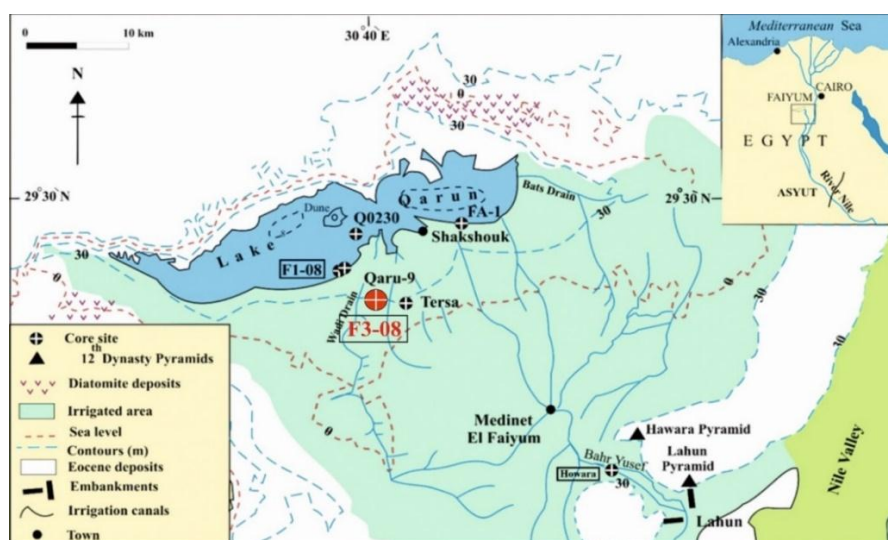 0
10 km
30 40 E
N
30
0
30
29 30 N
Bats Drain
29 30 N
30
Lake Qarun
Dune
Q0230
FA-1
Shakshouk
30
F1-08
Qaru-9
Tersa
F3-08
Wadi Drain
0
0
0
30
30
Medinet
El Faiyum
Hawara Pyramid
Bahr Yusef
Howara
30
Lahun
Pyramid
Lahun
Nile Valley
Mediterranean Sea
Alexandria
CAIRO
FAIYUM
EGYPT
ASYUT
River Nile
Core site
12th Dynasty Pyramids
Diatomite deposits
Irrigated area
Sea level
Contours (m)
Eocene deposits
Embankments
Irrigation canals
Town